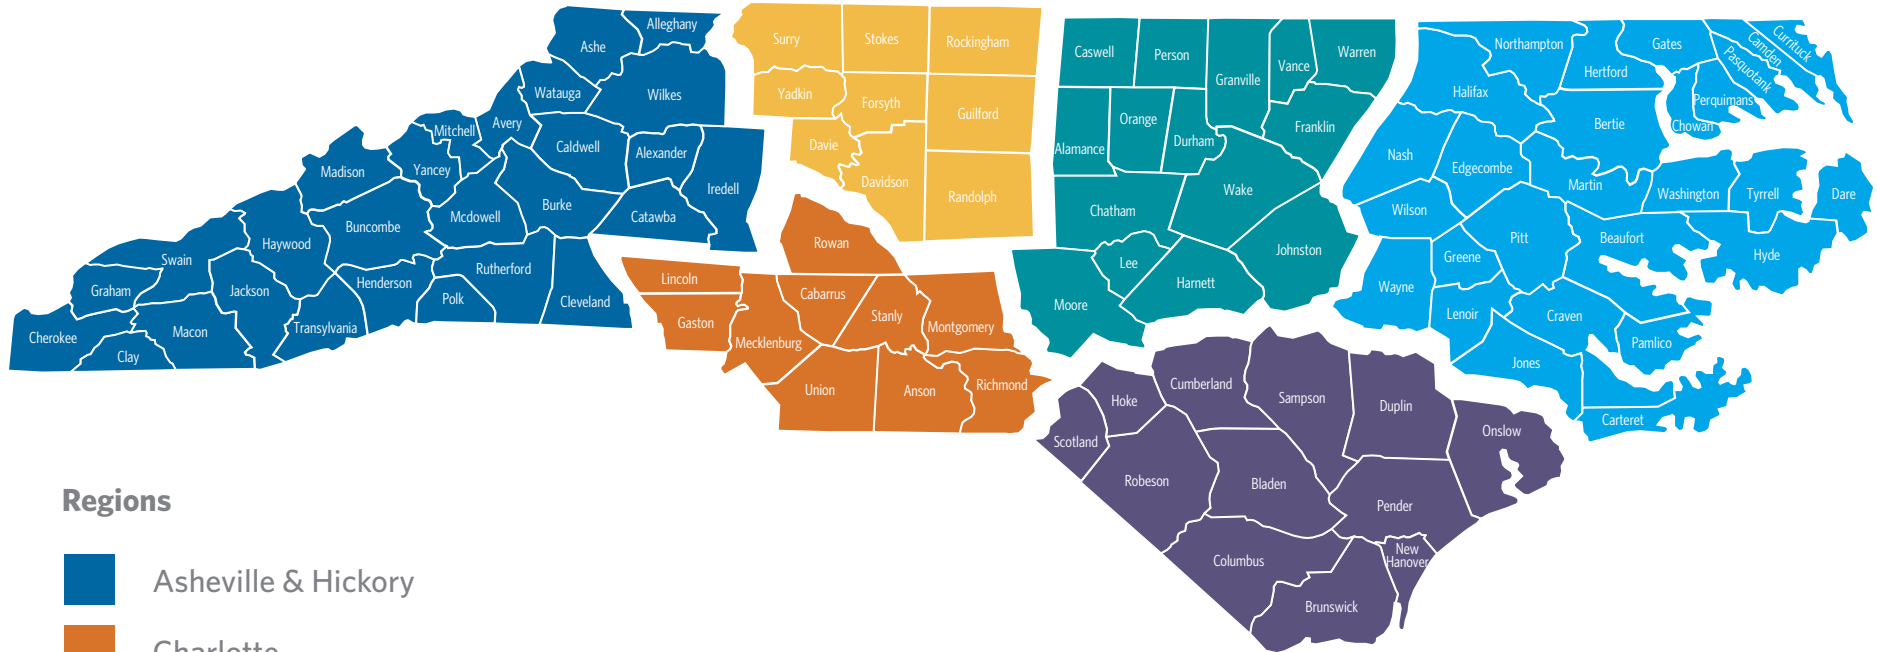 Alleghany
Ashe
Watauga
Wilkes
Mitchell
Avery
Caldwell
Alexander
Madison
Yancey
Iredell
Mcdowell
Burke
Catawba
Buncombe
Haywood
Swain
Rutherford
Graham
Jackson
Henderson
Polk
Cleveland
Cherokee
Macon
Transylvania
Clay
Surry
Stokes
Rockingham
Yadkin
Forsyth
Guilford
Davie
Davidson
Randolph
Rowan
Lincoln
Cabarrus
Gaston
Stanly
Montgomery
Mecklenburg
Union
Anson
Richmond
Caswell
Person
Granville
Vance
Warren
Orange
Durham
Franklin
Alamance
Wake
Chatham
Lee
Johnston
Harnett
Moore
Northampton
Gates
Camden
Currituck
Pasquotank
Hertford
Halifax
Perquimans
Chowan
Bertie
Nash
Edgecombe
Martin
Washington
Tyrrell
Dare
Wilson
Pitt
Beaufort
Hyde
Greene
Wayne
Lenoir
Craven
Pamlico
Jones
Carteret
Cumberland
Hoke
Sampson
Duplin
Scotland
Onslow
Robeson
Bladen
Pender
Columbus
New
Hanover
Brunswick
Regions
Asheville & Hickory
Charlotte